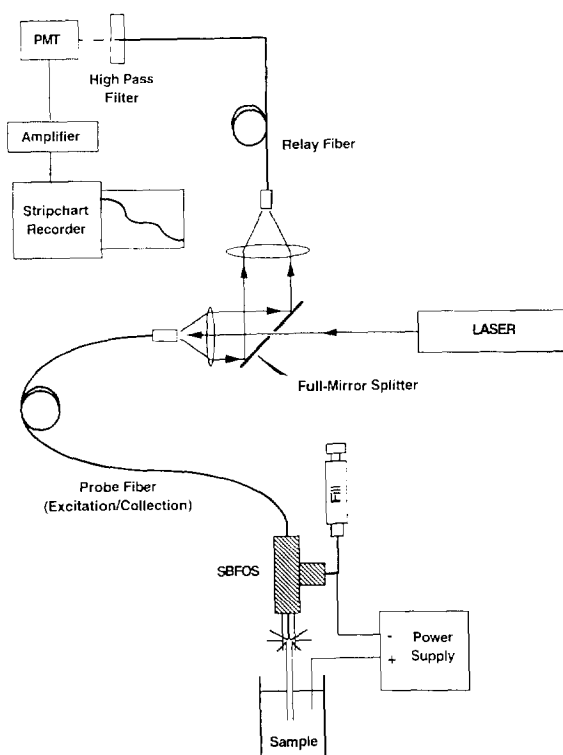 PMT
High Pass
Filter
Amplifier
Relay Fiber
Stripchart
Recorder
LASER
Full-Mirror Splitter
Probe Fiber
(Excitation/Collection)
Fill
SBFOS
-
Power
Supply
+
Sample